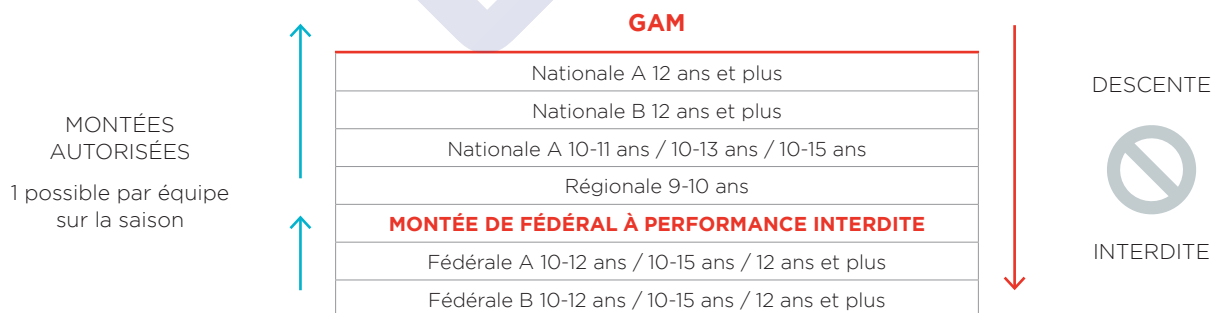 GAM
MONTÉES
AUTORISÉES
1 possible par équipe
sur la saison
Nationale A 12 ans et plus
Nationale B 12 ans et plus
Nationale A 10-11 ans / 10-13 ans / 10-15 ans
Régionale 9-10 ans
MONTÉE DE FÉDÉRAL À PERFORMANCE INTERDITE
Fédérale A 10-12 ans / 10-15 ans / 12 ans et plus
Fédérale B 10-12 ans / 10-15 ans / 12 ans et plus
DESCENTE
INTERDITE